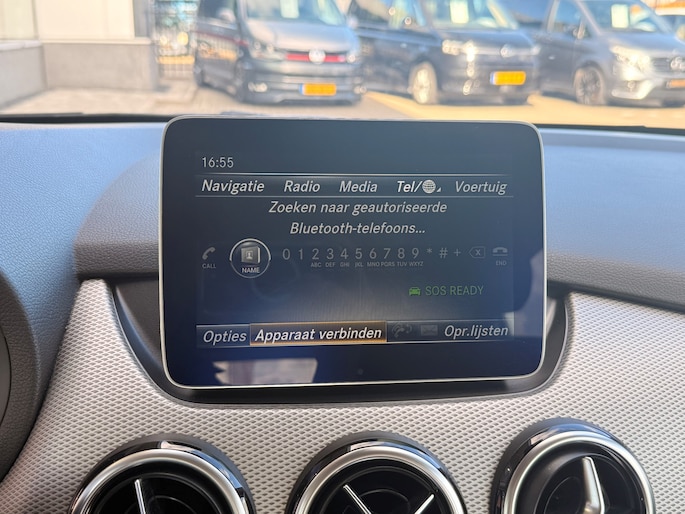 16:55
Navigatie Radio Media Tel/ Voertuig
Zoeken naar geautoriseerde
Bluetooth-telefoons...
0 1 2 3 4 5 6 7 8 9 * # + X
ABC DEF GHI JKL MNO PQRS TUV WXYZ
CALL NAME END
SOS READY
Opties Apparaat verbinden Opr.lijsten